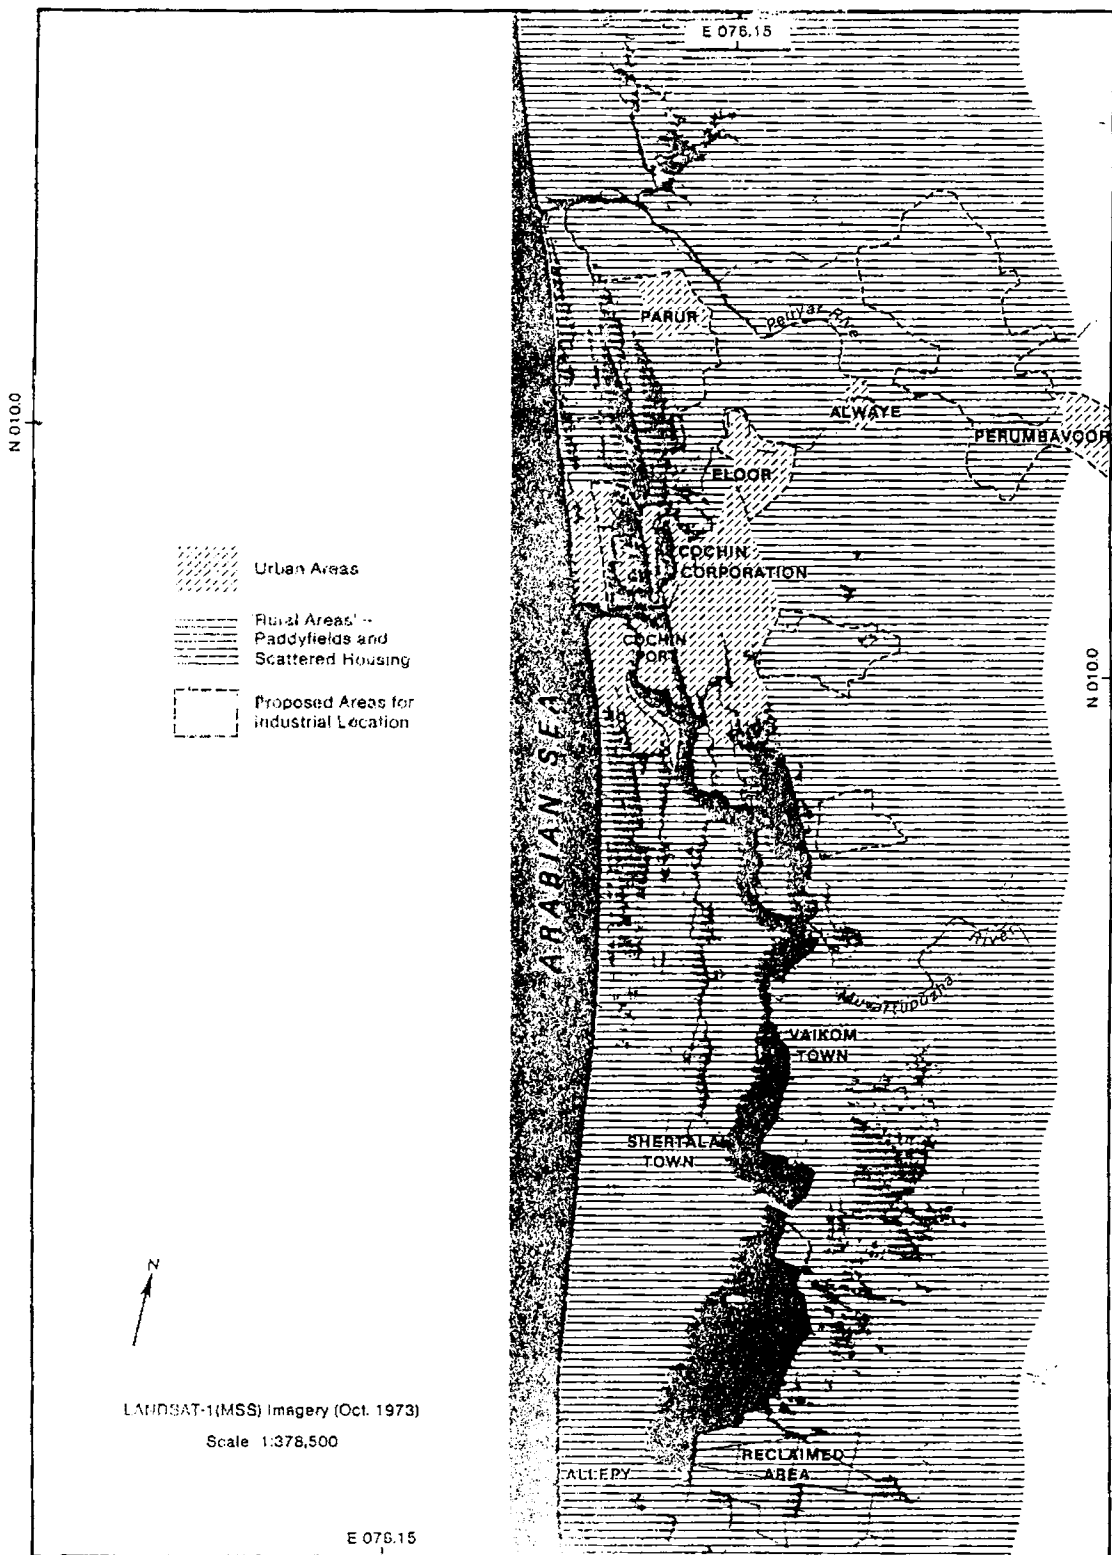 E 076.15
PARUR
Periyar Rive
ALWAYE
N 010.0
PERUMBAVOOR
ELOOR
COCHIN
CORPORATION
Urban Areas
Rural Areas' –
Paddyfields and
Scattered Housing
COCHIN
PORT
N 010.0
Proposed Areas for
Industrial Location
ARABIAN SEA
River
Muvattupuzha
VAIKOM
TOWN
SHERTALAI
TOWN
N
LANDSAT-1(MSS) Imagery (Oct. 1973)
Scale 1:378,500
RECLAIMED
AREA
ALLEPY
E 076.15